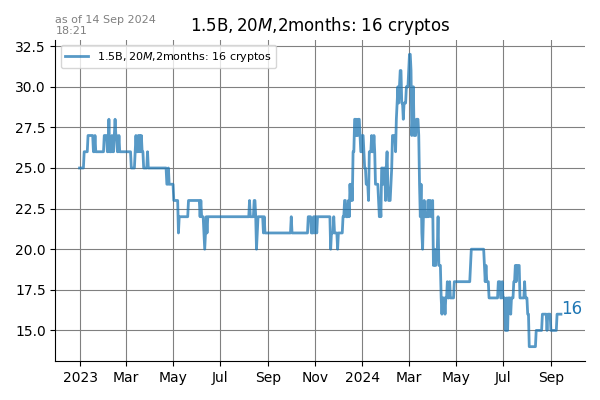 as of 14 Sep 2024
18:21
1.5B, 20M,2months: 16 cryptos
1.5B, 20M,2months: 16 cryptos
32.5
30.0
27.5
25.0
22.5
20.0
17.5
15.0
16
2023 Mar May Jul Sep Nov 2024 Mar May Jul Sep